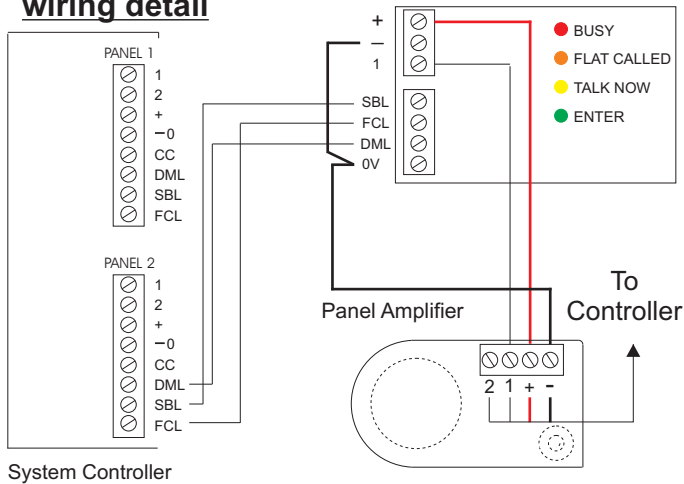 wiring detail
PANEL 1
1
2
+
−0
CC
DML
SBL
FCL
PANEL 2
1
2
+
−0
CC
DML
SBL
FCL
System Controller
+
−
1
SBL
FCL
DML
0V
BUSY
FLAT CALLED
TALK NOW
ENTER
Panel Amplifier
To
Controller
2 1 + -